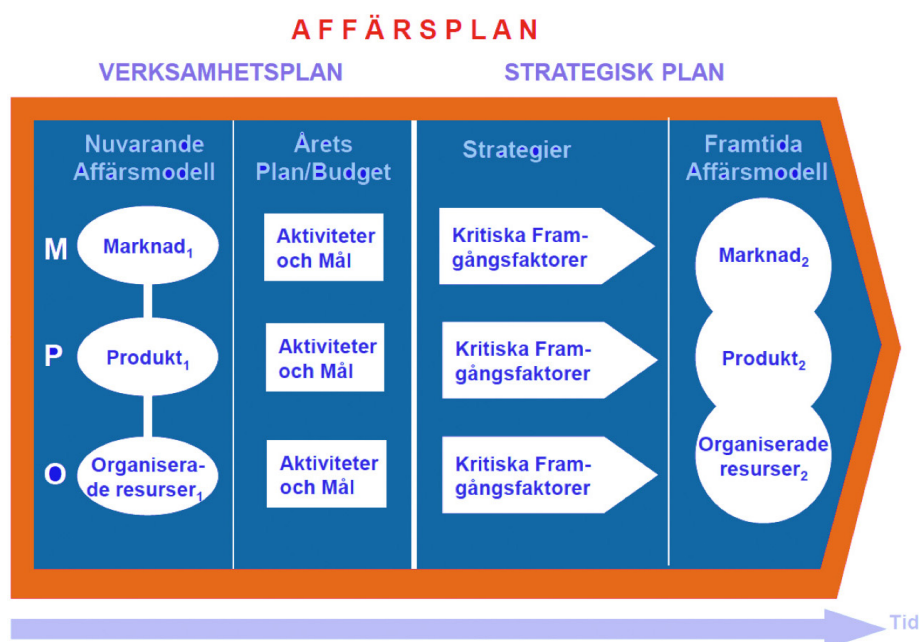 AFFÄRSPLAN
VERKSAMHETSPLAN
STRATEGISK PLAN
Nuvarande
Affärsmodell
Årets
Plan/Budget
Strategier
Framtida
Affärsmodell
M
Marknad₁
Aktiviteter
och Mål
Kritiska Fram-
gångsfaktorer
Marknad₂
P
Produkt₁
Aktiviteter
och Mål
Kritiska Fram-
gångsfaktorer
Produkt₂
O
Organisera-
de resurser₁
Aktiviteter
och Mål
Kritiska Fram-
gångsfaktorer
Organiserade
resurser₂
Tid